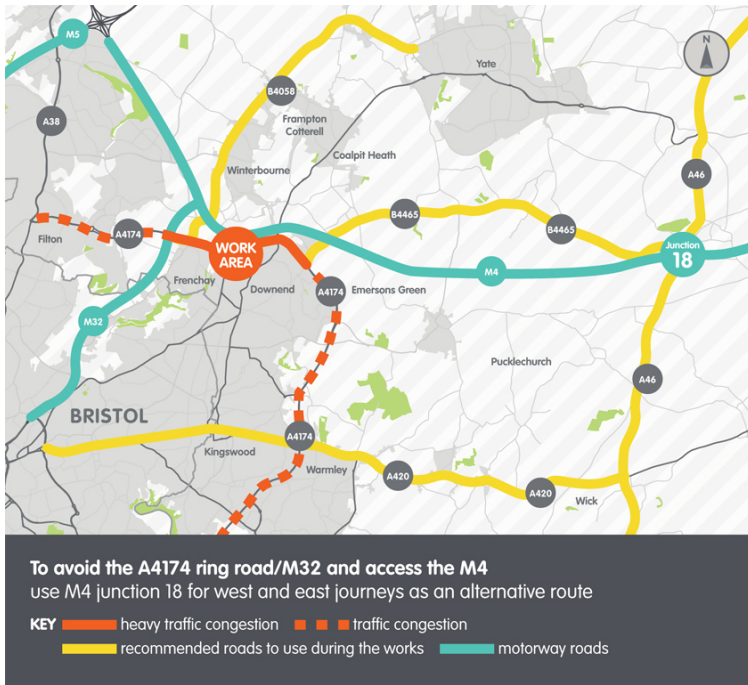 M5
N
Yate
B4058
A38
Frampton
Cotterell
Coalpit Heath
Winterbourne
A46
B4465
B4465
A4174
Filton
WORK
AREA
Junction
18
M4
Frenchay
Downend
A4174
Emersons Green
M32
Pucklechurch
A46
BRISTOL
A4174
Kingswood
Warmley
A420
A420
Wick
To avoid the A4174 ring road/M32 and access the M4
use M4 junction 18 for west and east journeys as an alternative route
KEY heavy traffic congestion traffic congestion
recommended roads to use during the works motorway roads